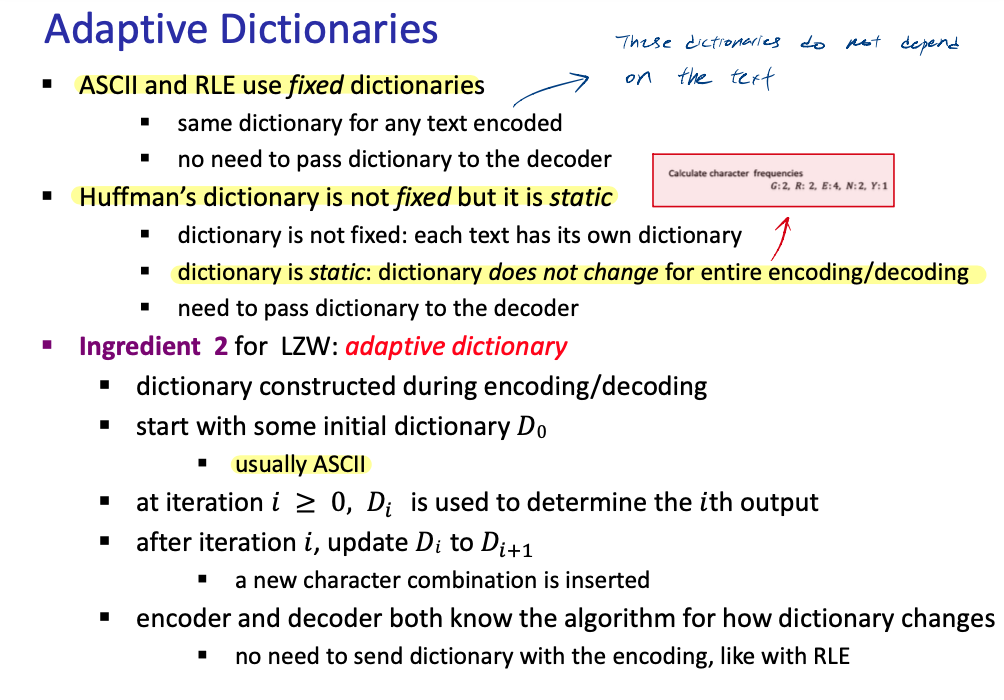 Adaptive Dictionaries
These dictionaries do not depend
on the text
▪ ASCII and RLE use fixed dictionaries
▪ same dictionary for any text encoded
▪ no need to pass dictionary to the decoder
Calculate character frequencies
G:2, R: 2, E:4, N:2, Y:1
▪ Huffman's dictionary is not fixed but it is static
▪ dictionary is not fixed: each text has its own dictionary
▪ dictionary is static: dictionary does not change for entire encoding/decoding
▪ need to pass dictionary to the decoder
▪ Ingredient 2 for LZW: adaptive dictionary
▪ dictionary constructed during encoding/decoding
▪ start with some initial dictionary D₀
▪ usually ASCII
▪ at iteration i ≥ 0, Dᵢ is used to determine the ith output
▪ after iteration i, update Dᵢ to Dᵢ₊₁
▪ a new character combination is inserted
▪ encoder and decoder both know the algorithm for how dictionary changes
▪ no need to send dictionary with the encoding, like with RLE